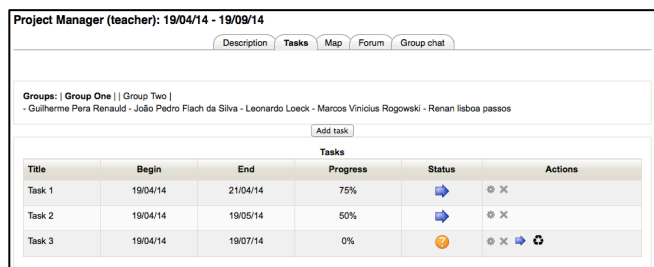 Project Manager (teacher): 19/04/14 - 19/09/14
Description Tasks Map Forum Group chat
Groups: | Group One | | Group Two |
- Guilherme Pera Renauld - João Pedro Flach da Silva - Leonardo Loeck - Marcos Vinicius Rogowski - Renan lisboa passos
Add task
Tasks
Title Begin End Progress Status Actions
Task 1 19/04/14 21/04/14 75%
Task 2 19/04/14 19/05/14 50%
Task 3 19/04/14 19/07/14 0% ?